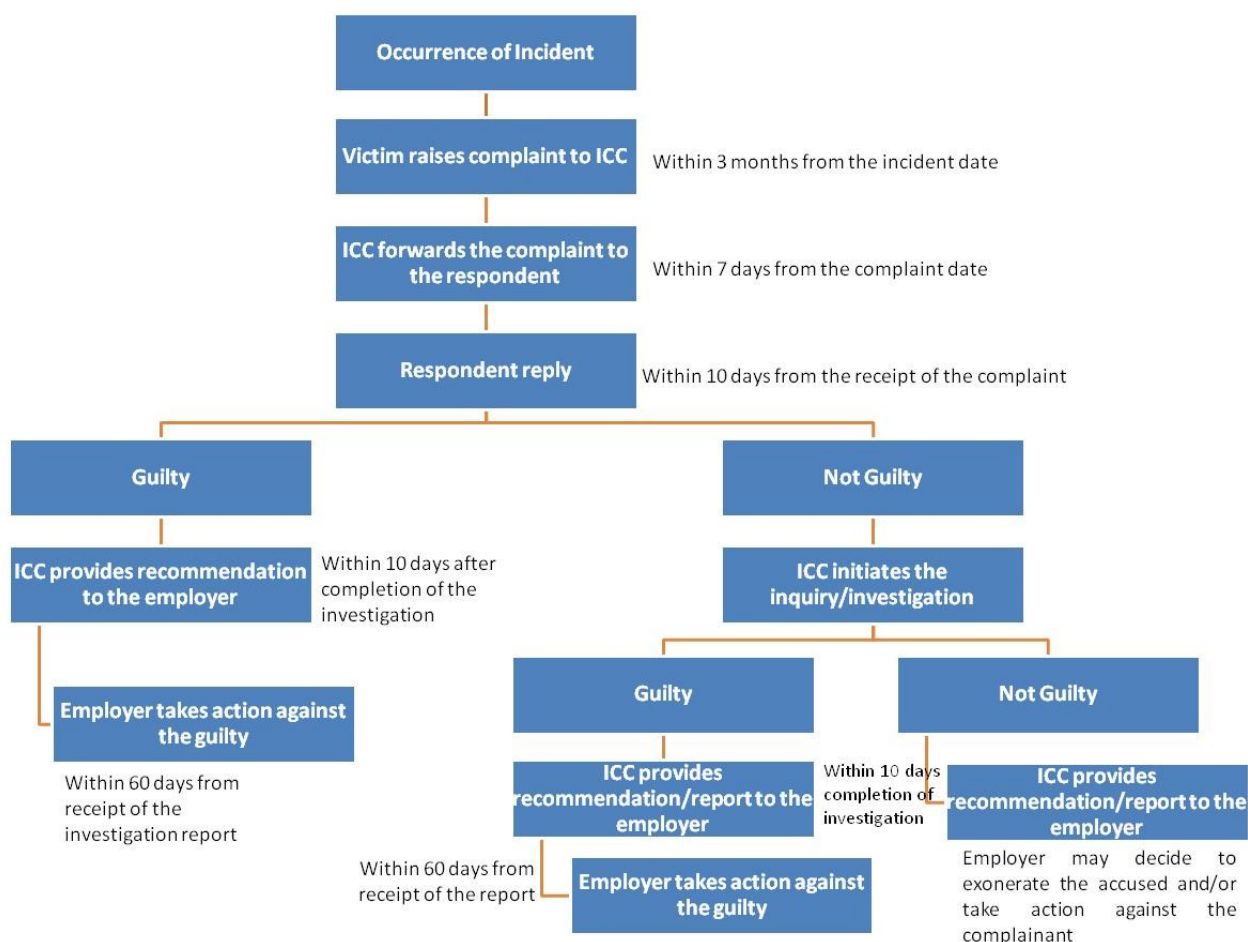 Occurrence of Incident
Victim raises complaint to ICC
Within 3 months from the incident date
ICC forwards the complaint to
the respondent
Within 7 days from the complaint date
Respondent reply
Within 10 days from the receipt of the complaint
Guilty
Not Guilty
ICC provides recommendation
to the employer
Within 10 days after
completion of the
investigation
ICC initiates the
inquiry/investigation
Employer takes action against
the guilty
Within 60 days from
receipt of the
investigation report
Guilty
Not Guilty
ICC provides
recommendation/report to the
employer
Within 10 days
completion of
investigation
ICC provides
recommendation/report to the
employer
Within 60 days from
receipt of the report
Employer takes action against
the guilty
Employer may decide to
exonerate the accused and/or
take action against the
complainant